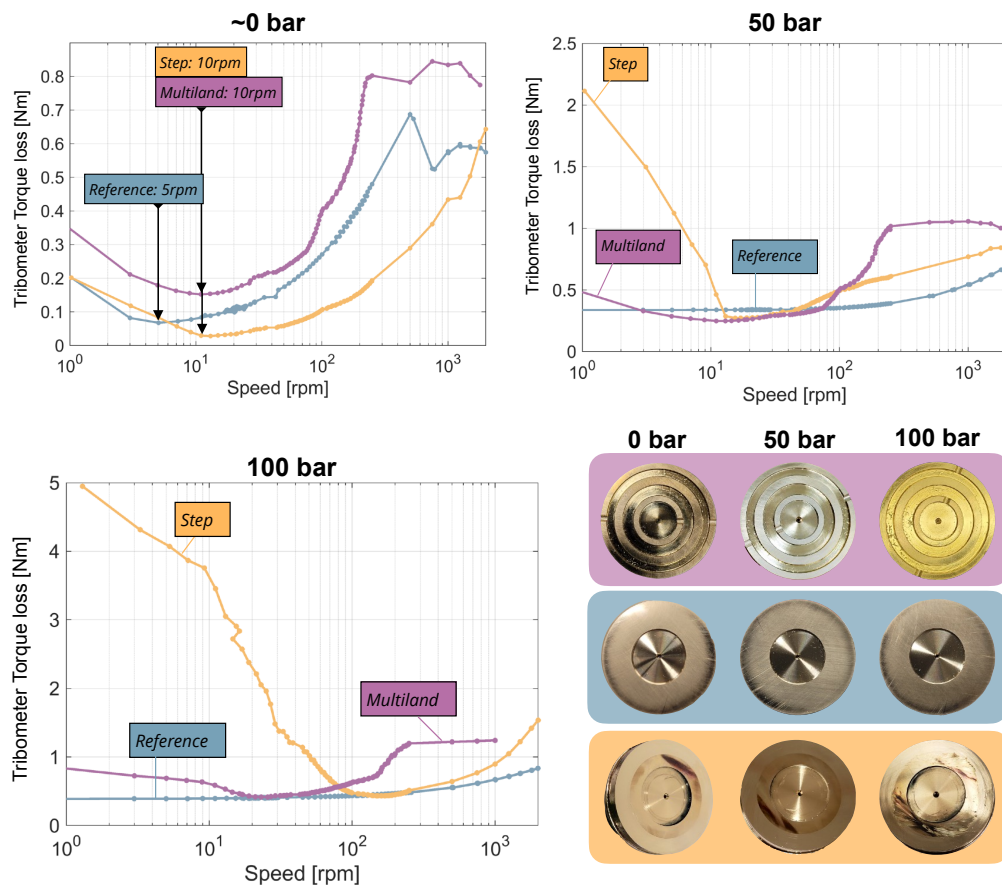 ~0 bar
Tribometer Torque loss [Nm]
0.9
0.8
0.7
0.6
0.5
0.4
0.3
0.2
0.1
0
Step: 10rpm
Multiland: 10rpm
Reference: 5rpm
10^0
10^1
10^2
10^3
Speed [rpm]
50 bar
Tribometer Torque loss [Nm]
2.5
2
1.5
1
0.5
0
Step
Multiland
Reference
10^0
10^1
10^2
10^3
Speed [rpm]
100 bar
Tribometer Torque loss [Nm]
5
4
3
2
1
0
Step
Reference
Multiland
10^0
10^1
10^2
10^3
Speed [rpm]
0 bar 50 bar 100 bar